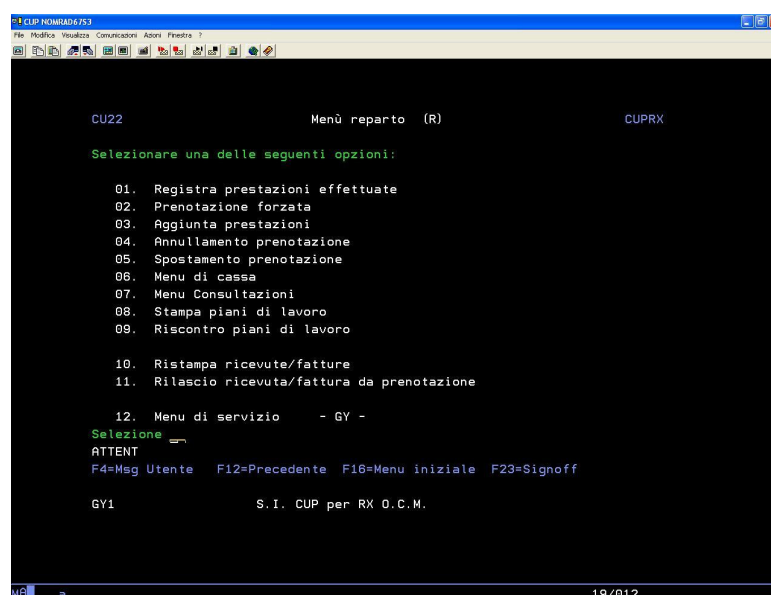 CUP NOMRAD6753
File Modifica Visualizza Comunicazioni Azioni Finestra ?
CU22 Menù reparto (R) CUPRX
Selezionare una delle seguenti opzioni:
01. Registra prestazioni effettuate
02. Prenotazione forzata
03. Aggiunta prestazioni
04. Annullamento prenotazione
05. Spostamento prenotazione
06. Menu di cassa
07. Menu Consultazioni
08. Stampa piani di lavoro
09. Riscontro piani di lavoro
10. Ristampa ricevute/fatture
11. Rilascio ricevuta/fattura da prenotazione
12. Menu di servizio - GY -
Selezione __
ATTENT
F4=Msg Utente F12=Precedente F16=Menu iniziale F23=Signoff
GY1 S.I. CUP per RX O.C.M.
MA a 19/012